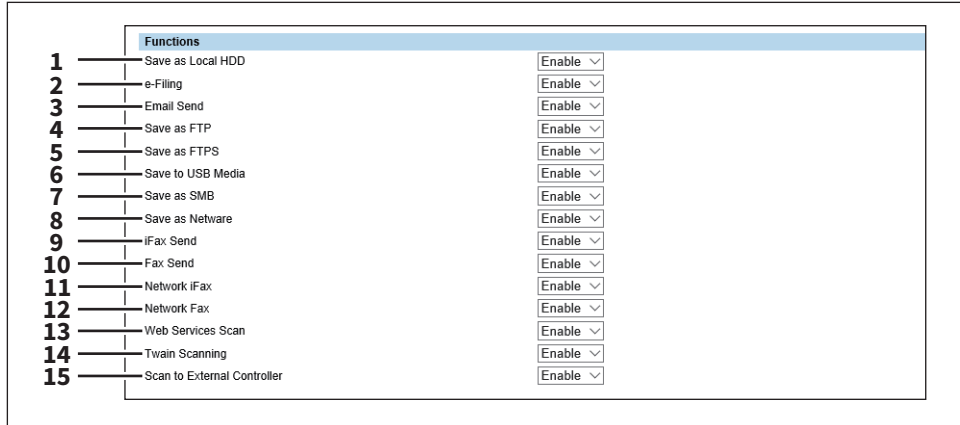 Functions
1 Save as Local HDD Enable
2 e-Filing Enable
3 Email Send Enable
4 Save as FTP Enable
5 Save as FTPS Enable
6 Save to USB Media Enable
7 Save as SMB Enable
8 Save as Netware Enable
9 iFax Send Enable
10 Fax Send Enable
11 Network iFax Enable
12 Network Fax Enable
13 Web Services Scan Enable
14 Twain Scanning Enable
15 Scan to External Controller Enable